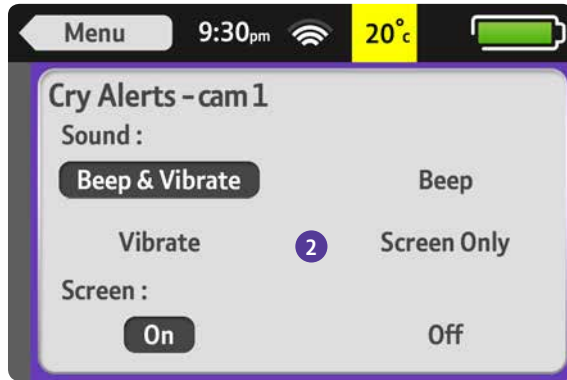 Menu 9:30pm 20°c
Cry Alerts - cam 1
Sound :
Beep & Vibrate Beep
Vibrate 2 Screen Only
Screen :
On Off